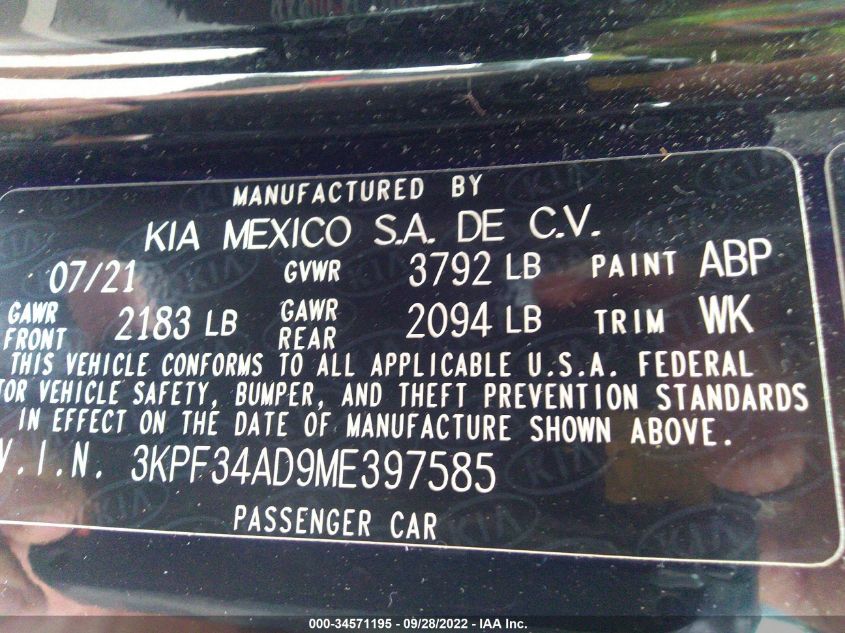 MANUFACTURED BY
KIA MEXICO S.A. DE C.V.
07/21 GVWR 3792 LB PAINT ABP
GAWR FRONT 2183 LB GAWR REAR 2094 LB TRIM WK
THIS VEHICLE CONFORMS TO ALL APPLICABLE U.S.A. FEDERAL
TOR VEHICLE SAFETY, BUMPER, AND THEFT PREVENTION STANDARDS
IN EFFECT ON THE DATE OF MANUFACTURE SHOWN ABOVE.
V.I.N. 3KPF34AD9ME397585
PASSENGER CAR
000-34571195 - 09/28/2022 - IAA Inc.